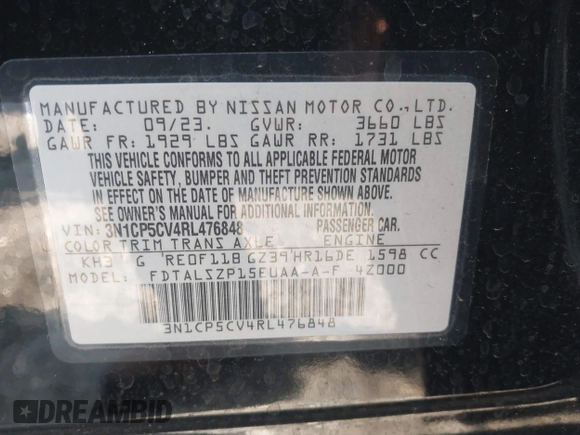 MANUFACTURED BY NISSAN MOTOR CO.,LTD.
DATE: 09/23. GVWR: 3660 LBS
GAWR FR: 1929 LBS GAWR RR: 1731 LBS
THIS VEHICLE CONFORMS TO ALL APPLICABLE FEDERAL MOTOR
VEHICLE SAFETY, BUMPER AND THEFT PREVENTION STANDARDS
IN EFFECT ON THE DATE OF MANUFACTURE SHOWN ABOVE.
SEE OWNER'S MANUAL FOR ADDITIONAL INFORMATION
VIN: 3N1CP5CV4RL476848 PASSENGER CAR.
COLOR TRIM TRANS AXLE ENGINE
KH3 G RE0F11B GZ39 HR16DE 1598 CC
MODEL: FDTALSZP15EUAA-A-F 4Z000
3N1CP5CV4RL476848
DREAMBID